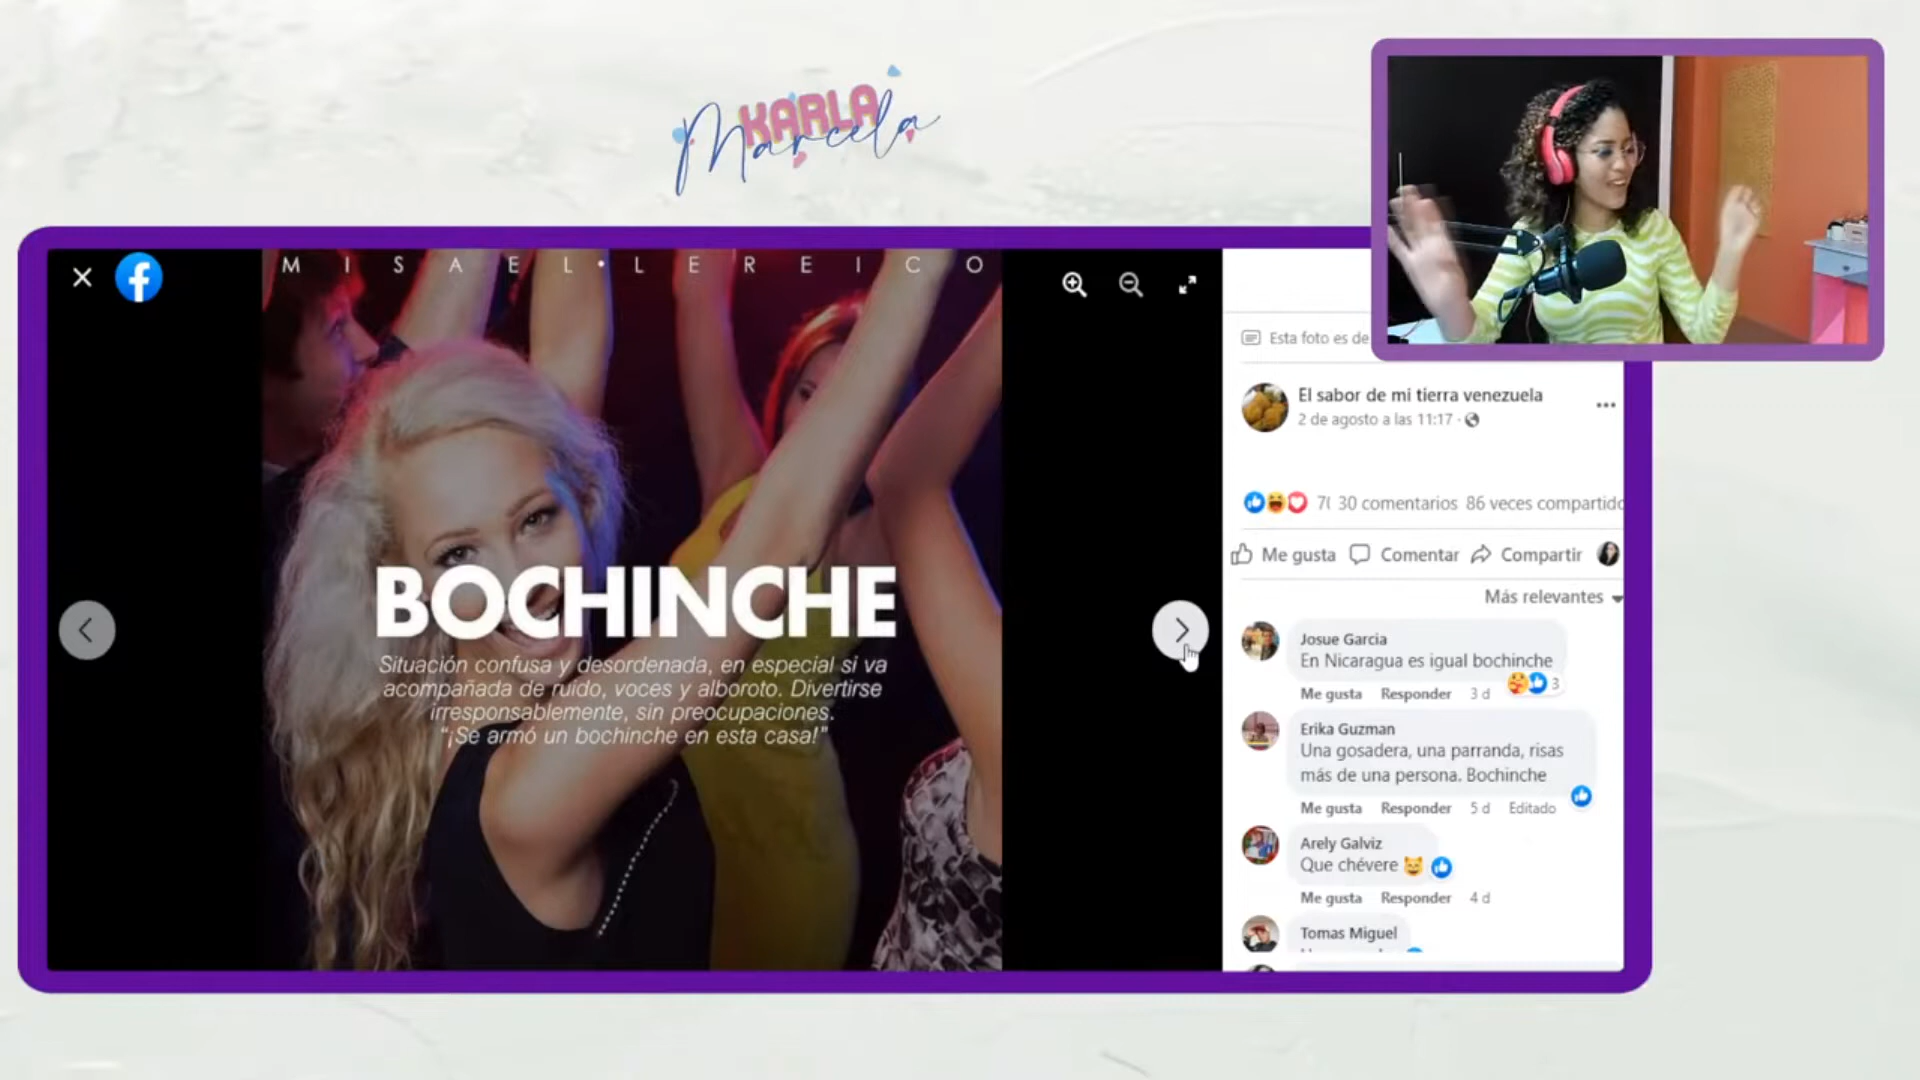 KARLA
Marcela
MISAEL•LEREICO
BOCHINCHE
Situación confusa y desordenada, en especial si va
acompañada de ruido, voces y alboroto. Divertirse
irresponsablemente, sin preocupaciones.
“¡Se armó un bochinche en esta casa!”
Esta foto es de
El sabor de mi tierra venezuela
2 de agosto a las 11:17 ·
30 comentarios 86 veces compartido
Me gusta Comentar Compartir
Más relevantes
Josue Garcia
En Nicaragua es igual bochinche
3
Me gusta Responder 3 d
Erika Guzman
Una gosadera, una parranda, risas
más de una persona. Bochinche
Me gusta Responder 5 d Editado
Arely Galviz
Que chévere
Me gusta Responder 4 d
Tomas Miguel